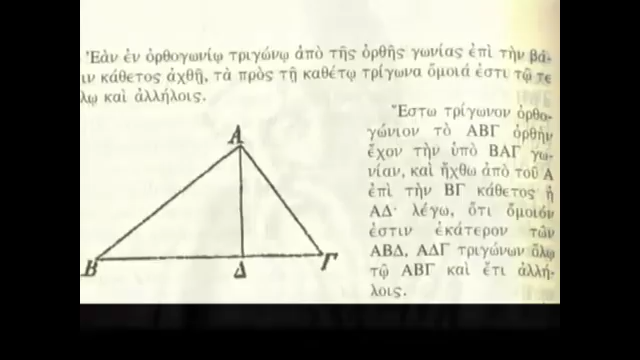 Ἐὰν ἐν ὀρθογωνίῳ τριγώνῳ ἀπὸ τῆς ὀρθῆς γωνίας ἐπὶ τὴν βά-
ιν κάθετος ἀχθῇ, τὰ πρὸς τῇ καθέτῳ τρίγωνα ὅμοιά ἐστι τῷ τε
λῳ καὶ ἀλλήλοις.
Ἔστω τρίγωνον ὀρθο-
γώνιον τὸ ΑΒΓ ὀρθὴν
ἔχον τὴν ὑπὸ ΒΑΓ γω-
νίαν, καὶ ἤχθω ἀπὸ τοῦ Α
ἐπὶ τὴν ΒΓ κάθετος ἡ
ΑΔ· λέγω, ὅτι ὅμοιόν
ἐστιν ἑκάτερον τῶν
ΑΒΔ, ΑΔΓ τριγώνων ὅλῳ
τῷ ΑΒΓ καὶ ἔτι ἀλλή-
λοις.
Α
Β Δ Γ